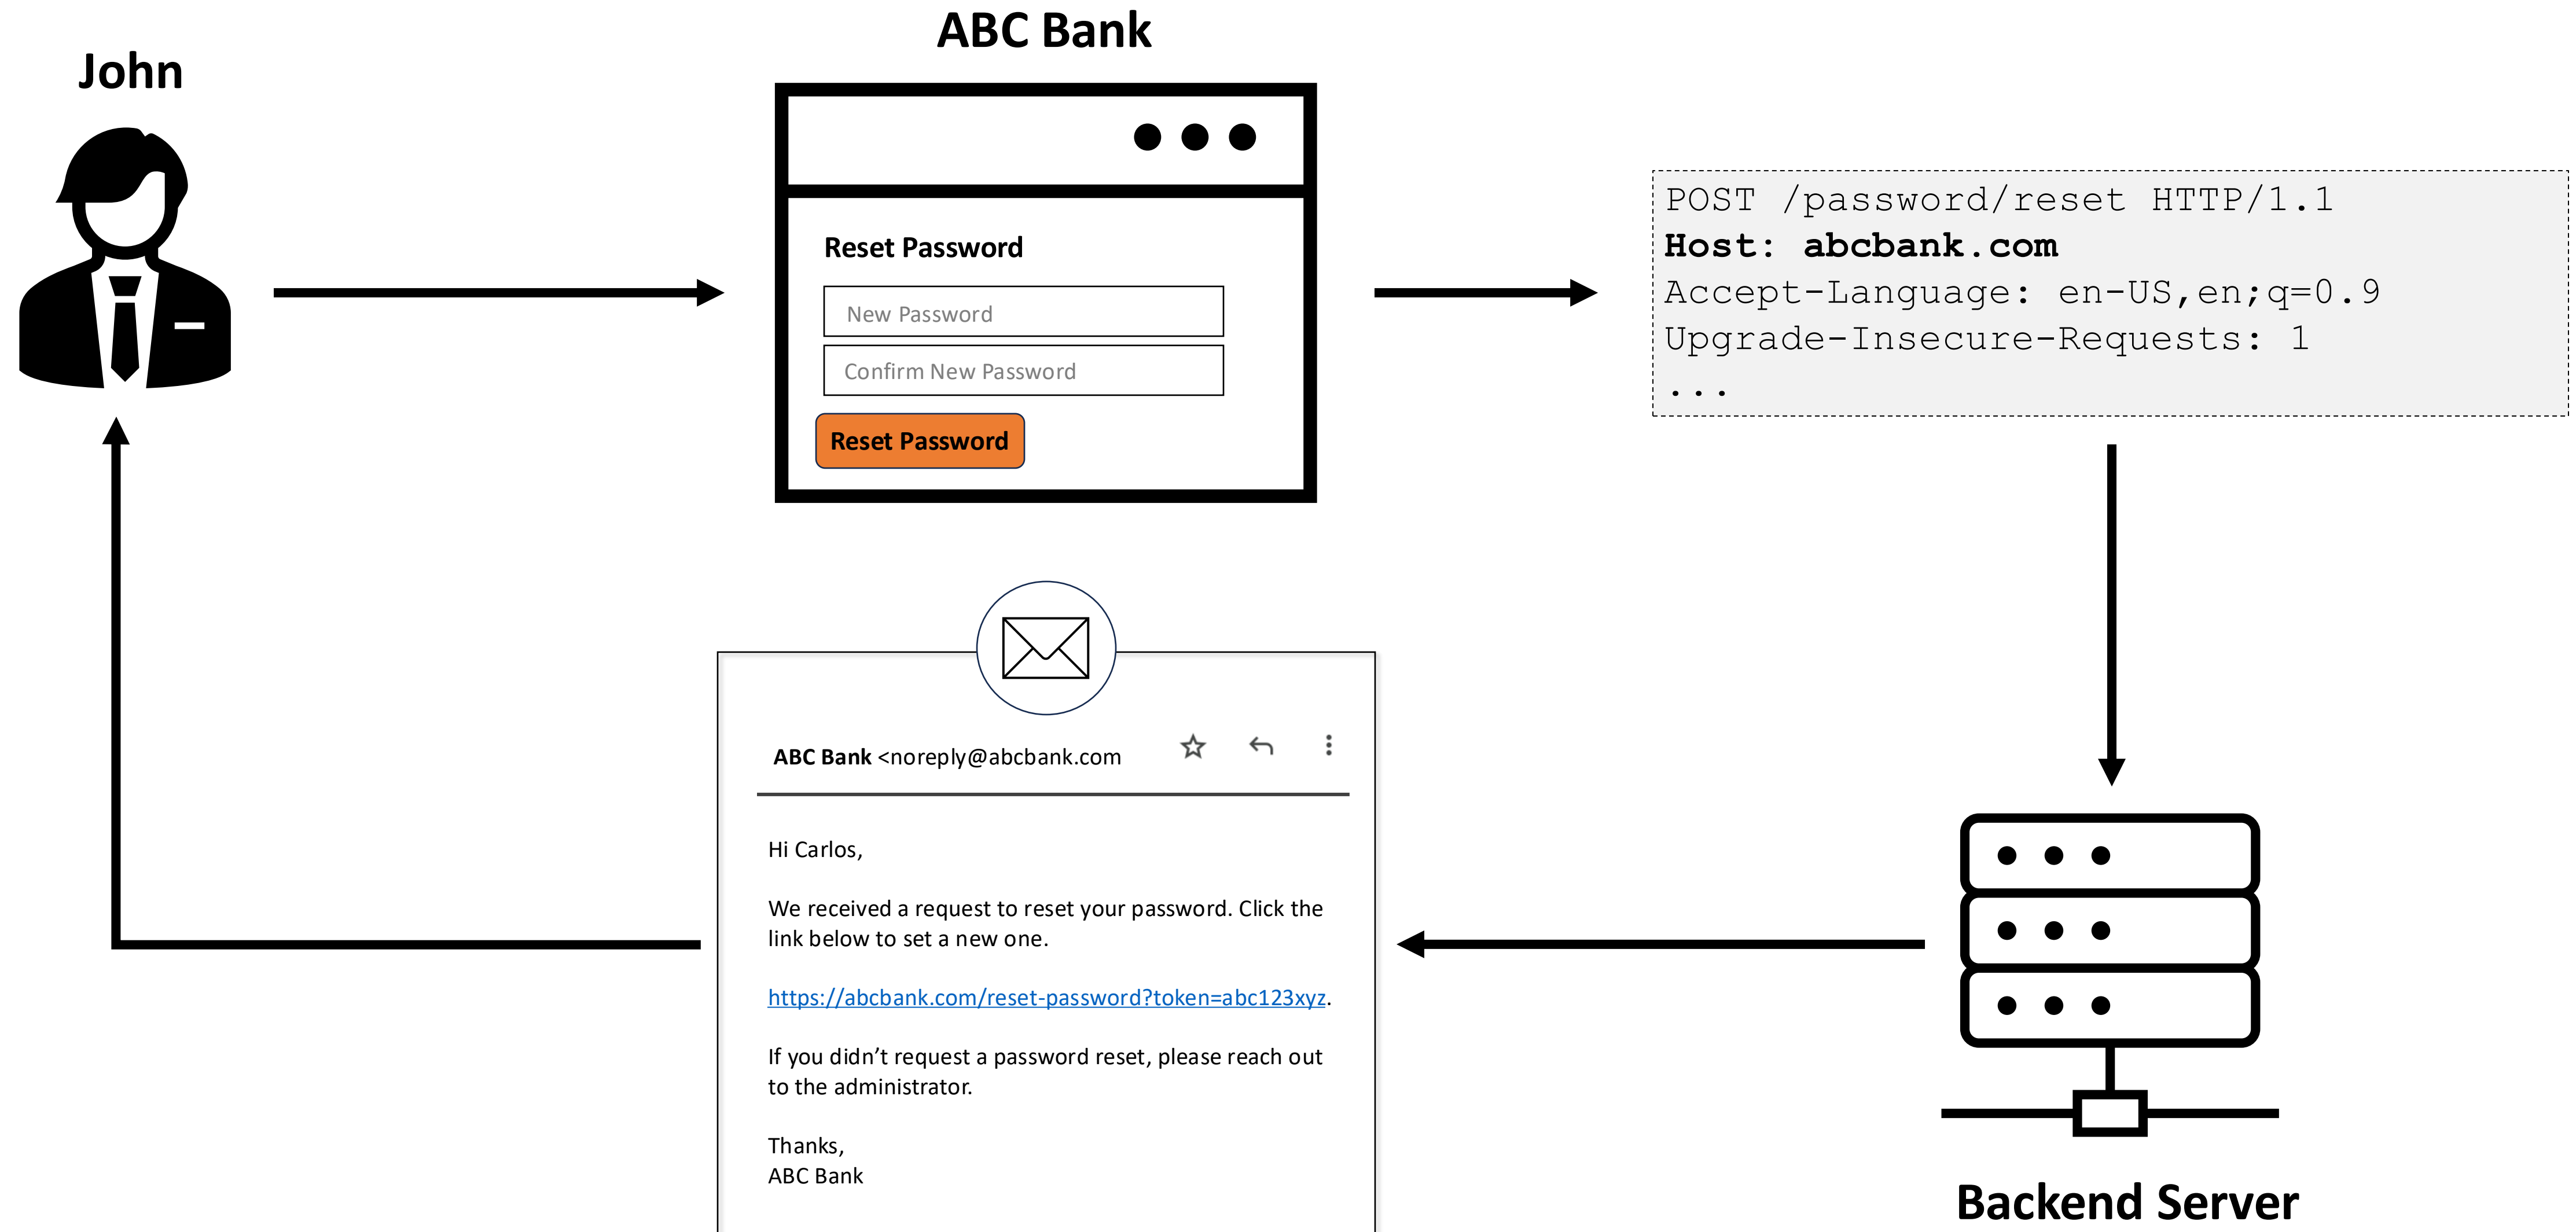 John
ABC Bank
Reset Password
New Password
Confirm New Password
Reset Password
POST /password/reset HTTP/1.1
Host: abcbank.com
Accept-Language: en-US,en;q=0.9
Upgrade-Insecure-Requests: 1
...
ABC Bank <noreply@abcbank.com
Hi Carlos,
We received a request to reset your password. Click the
link below to set a new one.
https://abcbank.com/reset-password?token=abc123xyz.
If you didn’t request a password reset, please reach out
to the administrator.
Thanks,
ABC Bank
Backend Server